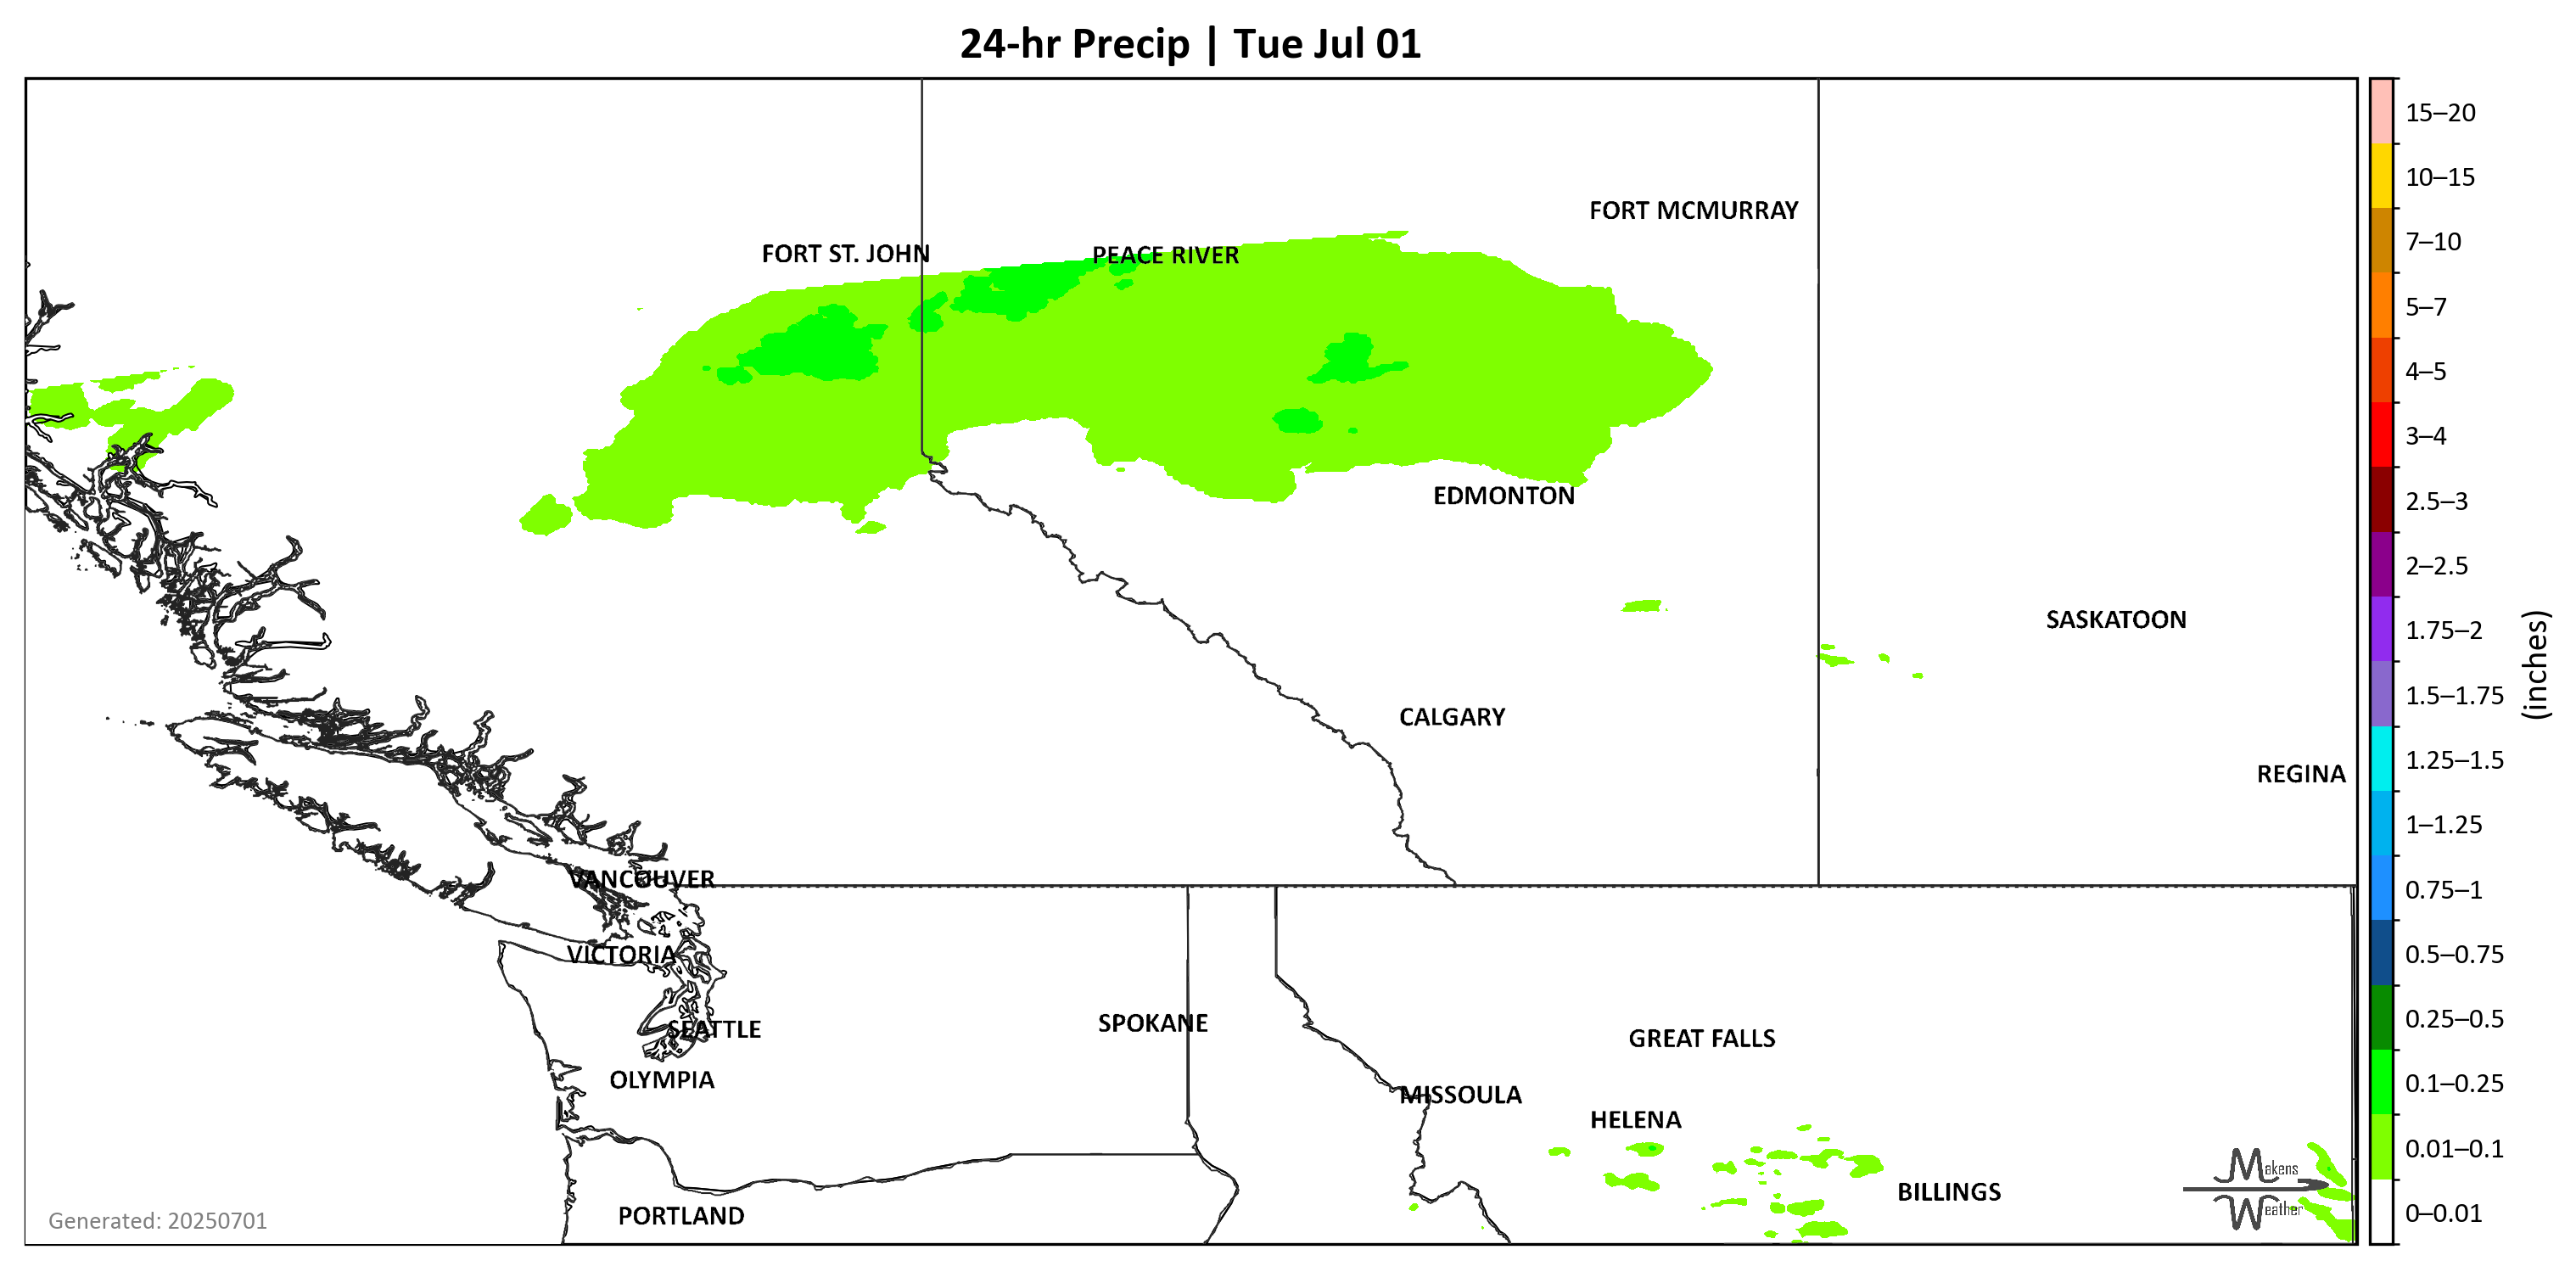 24-hr Precip | Tue Jul 01
FORT MCMURRAY
FORT ST. JOHN
PEACE RIVER
EDMONTON
SASKATOON
CALGARY
REGINA
VANCOUVER
VICTORIA
SEATTLE
SPOKANE
GREAT FALLS
OLYMPIA
MISSOULA
HELENA
BILLINGS
PORTLAND
Makens
Weather
Generated: 20250701
15–20
10–15
7–10
5–7
4–5
3–4
2.5–3
2–2.5
1.75–2
1.5–1.75
1.25–1.5
1–1.25
0.75–1
0.5–0.75
0.25–0.5
0.1–0.25
0.01–0.1
0–0.01
(inches)